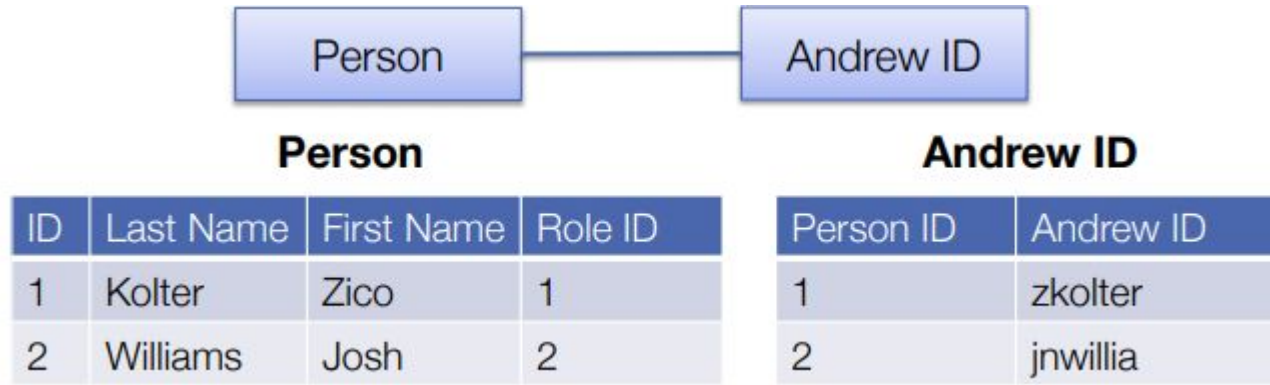 Person Andrew ID
Person Andrew ID
ID Last Name First Name Role ID Person ID Andrew ID
1 Kolter Zico 1 1 zkolter
2 Williams Josh 2 2 jnwillia